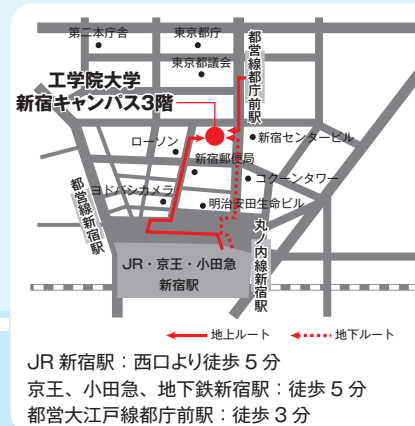 第二本庁舎
東京都庁
東京都議会
都営線都庁前駅
工学院大学
新宿キャンパス3階
ローソン
新宿センタービル
新宿郵便局
コクーンタワー
ヨドバシカメラ
明治安田生命ビル
都営線新宿駅
丸ノ内線新宿駅
JR・京王・小田急
新宿駅
地上ルート
地下ルート
JR 新宿駅：西口より徒歩 5 分
京王、小田急、地下鉄新宿駅：徒歩 5 分
都営大江戸線都庁前駅：徒歩 3 分